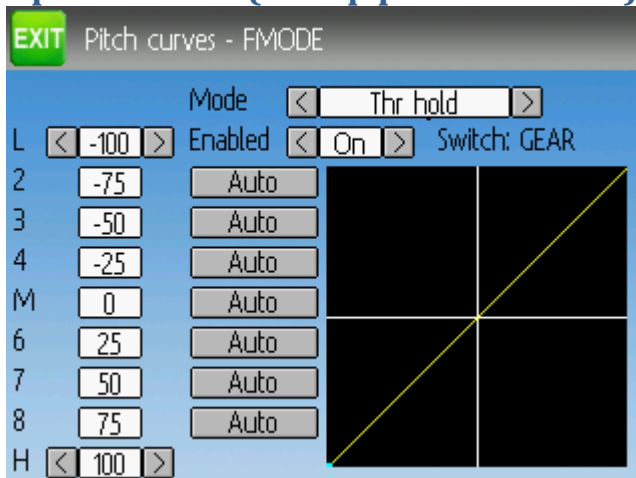 EXIT Pitch curves - FMODE
Mode < Thr hold >
L < -100 > Enabled < On > Switch: GEAR
2 -75 Auto
3 -50 Auto
4 -25 Auto
M 0 Auto
6 25 Auto
7 50 Auto
8 75 Auto
H < 100 >